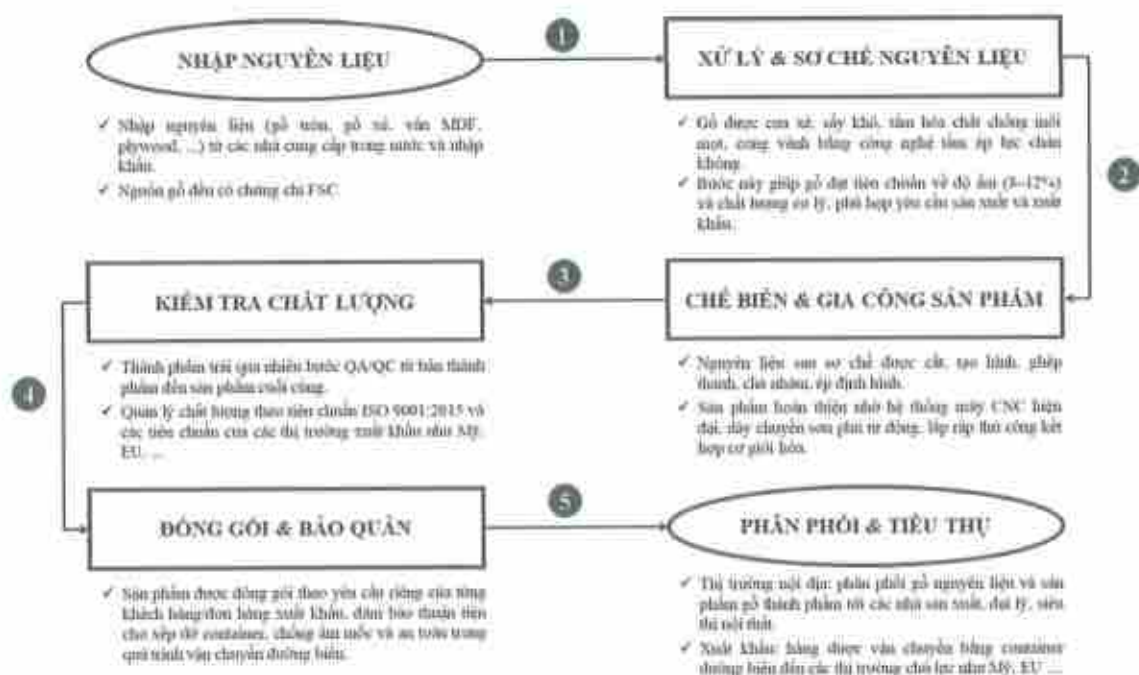 NHẬP NGUYÊN LIỆU
✓ Nhập nguyên liệu (gỗ tròn, gỗ xẻ, ván MDF,
plywood, ...) từ các nhà cung cấp trong nước và nhập
khẩu.
✓ Nguồn gỗ đều có chứng chỉ FSC.
1
XỬ LÝ & SƠ CHẾ NGUYÊN LIỆU
✓ Gỗ được cưa xẻ, sấy khô, tẩm hóa chất chống mối
mọt, cong vênh bằng công nghệ tẩm áp lực chân
không.
✓ Bước này giúp gỗ đạt tiêu chuẩn về độ ẩm (8–12%)
và chất lượng cơ lý, phù hợp yêu cầu sản xuất và xuất
khẩu.
2
CHẾ BIẾN & GIA CÔNG SẢN PHẨM
✓ Nguyên liệu sau sơ chế được cắt, tạo hình, ghép
thanh, chà nhám, ép định hình.
✓ Sản phẩm hoàn thiện nhờ hệ thống máy CNC hiện
đại, dây chuyền sơn phủ tự động, lắp ráp thủ công kết
hợp cơ giới hóa.
3
KIỂM TRA CHẤT LƯỢNG
✓ Thành phẩm trải qua nhiều bước QA/QC từ bán thành
phẩm đến sản phẩm cuối cùng.
✓ Quản lý chất lượng theo tiêu chuẩn ISO 9001:2015 và
các tiêu chuẩn của các thị trường xuất khẩu như Mỹ,
EU, ...
4
ĐÓNG GÓI & BẢO QUẢN
✓ Sản phẩm được đóng gói theo yêu cầu riêng của từng
khách hàng/đơn hàng xuất khẩu, đảm bảo thuận tiện
cho xếp dỡ container, chống ẩm mốc và an toàn trong
quá trình vận chuyển đường biển.
5
PHÂN PHỐI & TIÊU THỤ
✓ Thị trường nội địa: phân phối gỗ nguyên liệu và sản
phẩm gỗ thành phẩm tới các nhà sản xuất, đại lý, siêu
thị nội thất.
✓ Xuất khẩu: hàng được vận chuyển bằng container
đường biển đến các thị trường chủ lực như Mỹ, EU ....